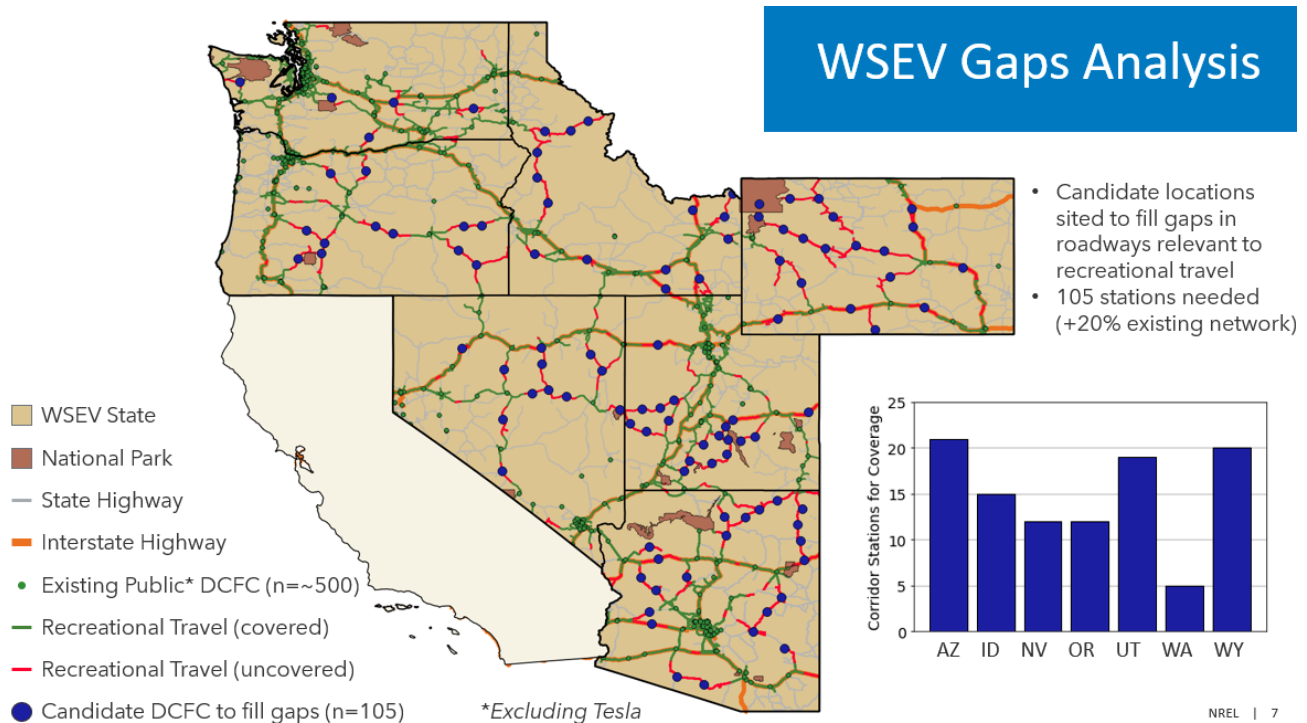 WSEV Gaps Analysis
• Candidate locations
sited to fill gaps in
roadways relevant to
recreational travel
• 105 stations needed
(+20% existing network)
WSEV State
National Park
State Highway
Interstate Highway
Existing Public* DCFC (n=~500)
Recreational Travel (covered)
Recreational Travel (uncovered)
Candidate DCFC to fill gaps (n=105)
*Excluding Tesla
Corridor Stations for Coverage
25
20
15
10
5
0
AZ ID NV OR UT WA WY
NREL | 7